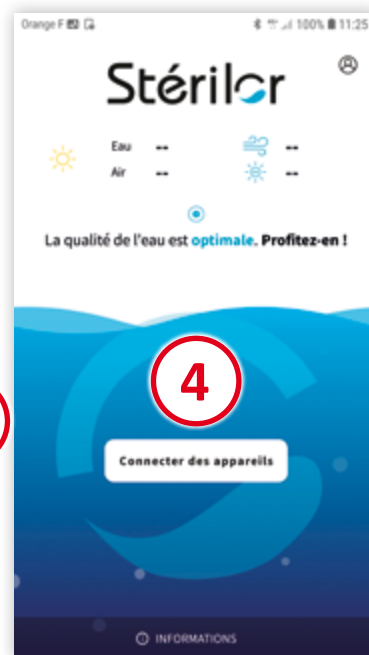 Orange F 100% 11:25
Stérilor
Eau -- --
Air -- --
La qualité de l'eau est optimale. Profitez-en !
4
Connecter des appareils
INFORMATIONS